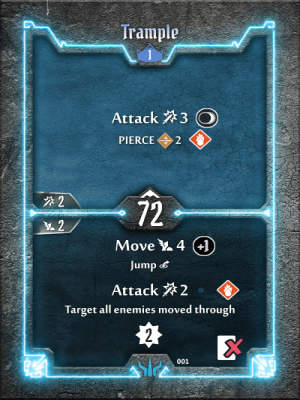 Trample
1
Attack 3
PIERCE 2
2
72
2
Move 4 +1
Jump
Attack 2
Target all enemies moved through
2
001